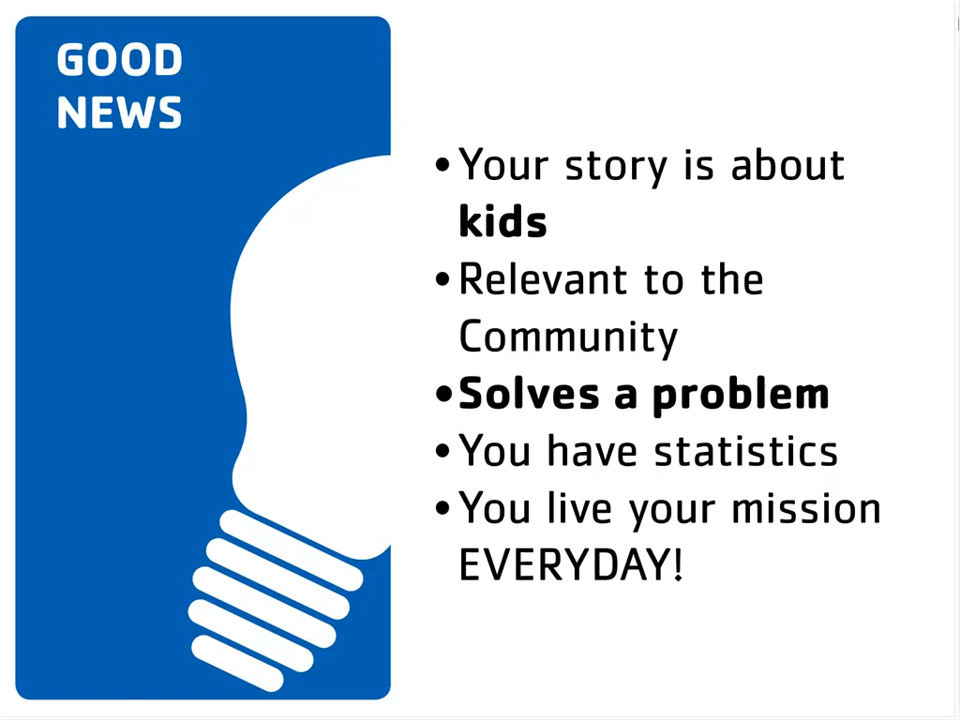 GOOD
NEWS
•Your story is about
kids
•Relevant to the
Community
•Solves a problem
•You have statistics
•You live your mission
EVERYDAY!